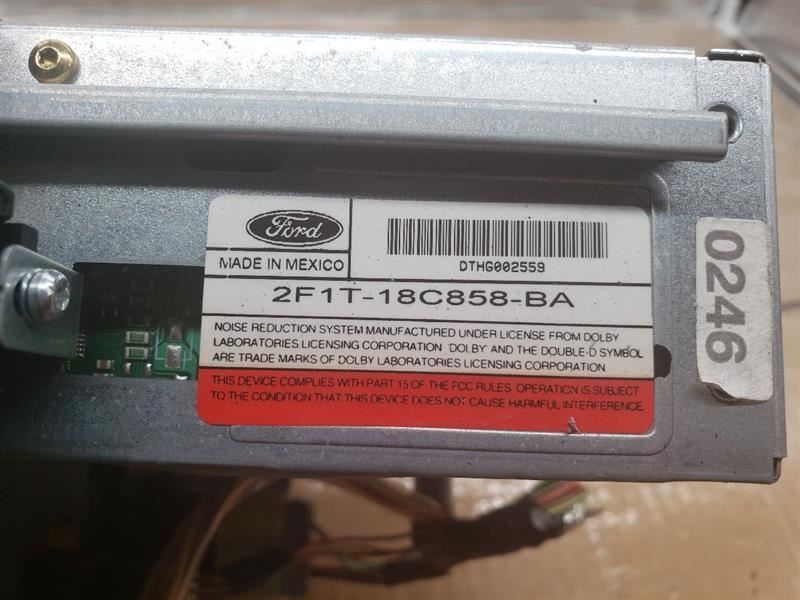 Ford
MADE IN MEXICO
DTHG002559
2F1T-18C858-BA
NOISE REDUCTION SYSTEM MANUFACTURED UNDER LICENSE FROM DOLBY
LABORATORIES LICENSING CORPORATION 'DOLBY' AND THE DOUBLE-D SYMBOL
ARE TRADE MARKS OF DOLBY LABORATORIES LICENSING CORPORATION
THIS DEVICE COMPLIES WITH PART 15 OF THE FCC RULES. OPERATION IS SUBJECT
TO THE CONDITION THAT THIS DEVICE DOES NOT CAUSE HARMFUL INTERFERENCE.
0246